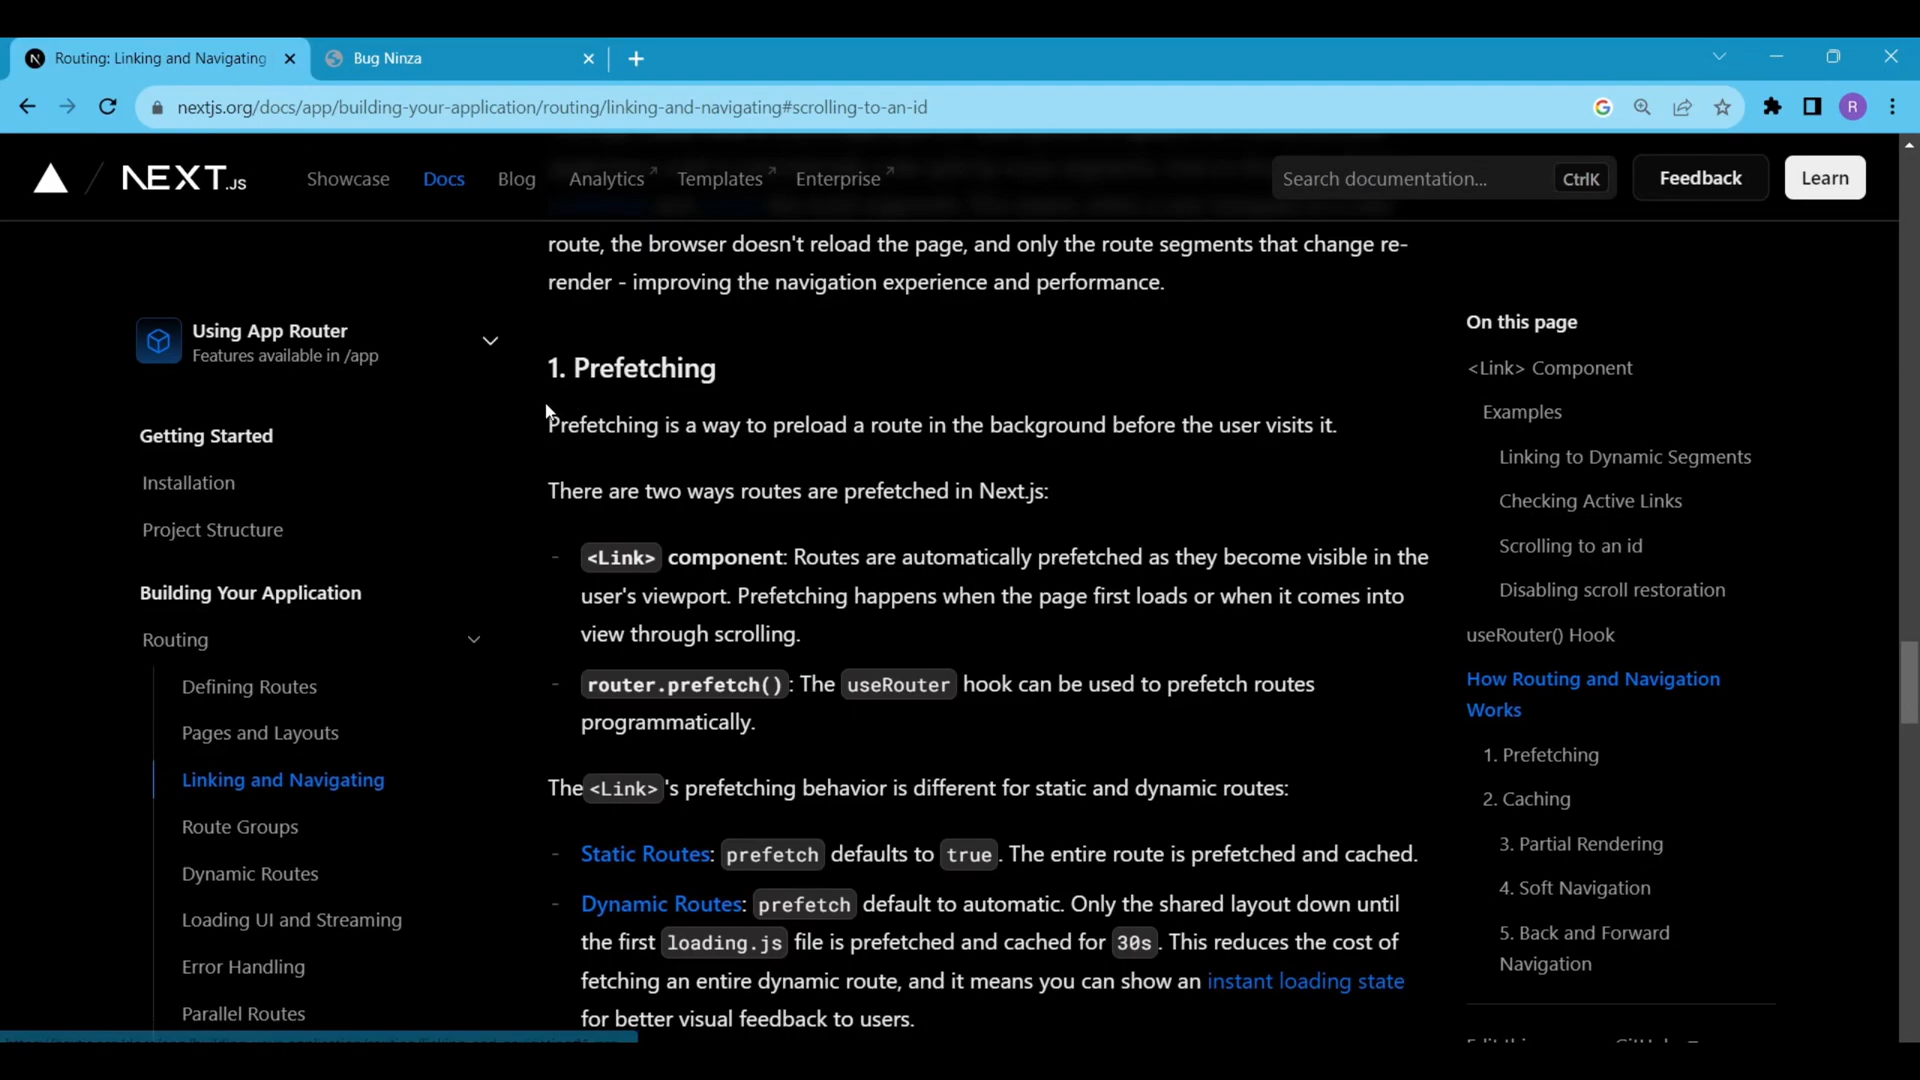 Routing: Linking and Navigating
Bug Ninza
nextjs.org/docs/app/building-your-application/routing/linking-and-navigating#scrolling-to-an-id
R
NEXT.JS
Showcase
Docs
Blog
Analytics
Templates
Enterprise
Search documentation...
CtrlK
Feedback
Learn
route, the browser doesn't reload the page, and only the route segments that change re-
render - improving the navigation experience and performance.
Using App Router
Features available in /app
Getting Started
Installation
Project Structure
Building Your Application
Routing
Defining Routes
Pages and Layouts
Linking and Navigating
Route Groups
Dynamic Routes
Loading UI and Streaming
Error Handling
Parallel Routes
1. Prefetching
Prefetching is a way to preload a route in the background before the user visits it.
There are two ways routes are prefetched in Next.js:
- <Link> component: Routes are automatically prefetched as they become visible in the
user's viewport. Prefetching happens when the page first loads or when it comes into
view through scrolling.
- router.prefetch(): The useRouter hook can be used to prefetch routes
programmatically.
The <Link>'s prefetching behavior is different for static and dynamic routes:
- Static Routes: prefetch defaults to true. The entire route is prefetched and cached.
- Dynamic Routes: prefetch default to automatic. Only the shared layout down until
the first loading.js file is prefetched and cached for 30s. This reduces the cost of
fetching an entire dynamic route, and it means you can show an instant loading state
for better visual feedback to users.
On this page
<Link> Component
Examples
Linking to Dynamic Segments
Checking Active Links
Scrolling to an id
Disabling scroll restoration
useRouter() Hook
How Routing and Navigation
Works
1. Prefetching
2. Caching
3. Partial Rendering
4. Soft Navigation
5. Back and Forward
Navigation